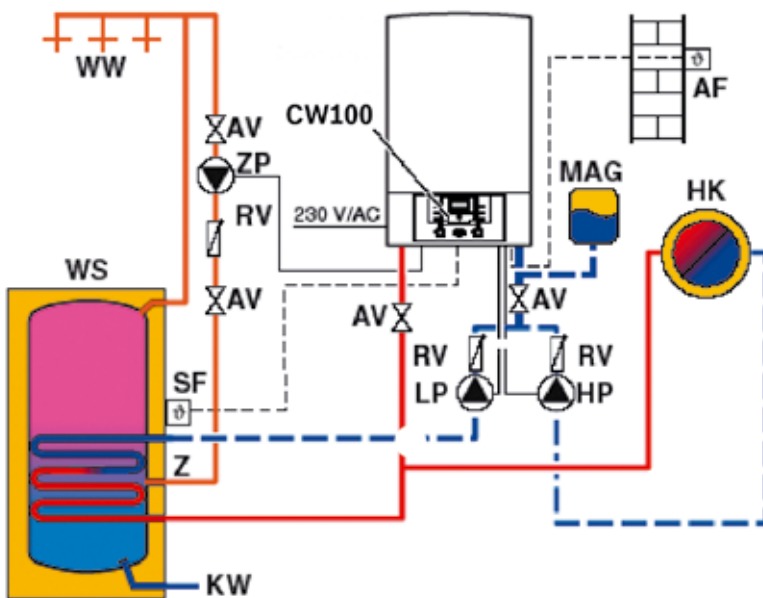 WW
AV
ZP
RV
AV
230 V/AC
CW100
AF
MAG
HK
WS
AV
AV
SF
RV
RV
LP
HP
Z
KW
ϑ
ϑ